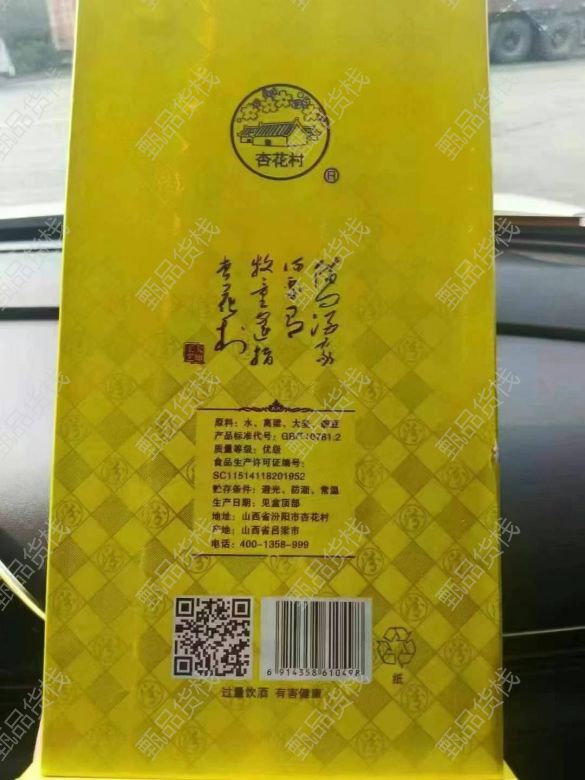 杏花村
借问酒家
何处有
牧童遥指
杏花村
原料：水、高粱、大麦、豌豆
产品标准代号：GB/T10781.2
质量等级：优级
食品生产许可证编号：
SC11514118201952
贮存条件：避光、防潮、常温
生产日期：见盒顶部
地址：山西省汾阳市杏花村
产地：山西省吕梁市
电话：400-1358-999
6 914358 610498
纸
过量饮酒 有害健康
甄品货栈